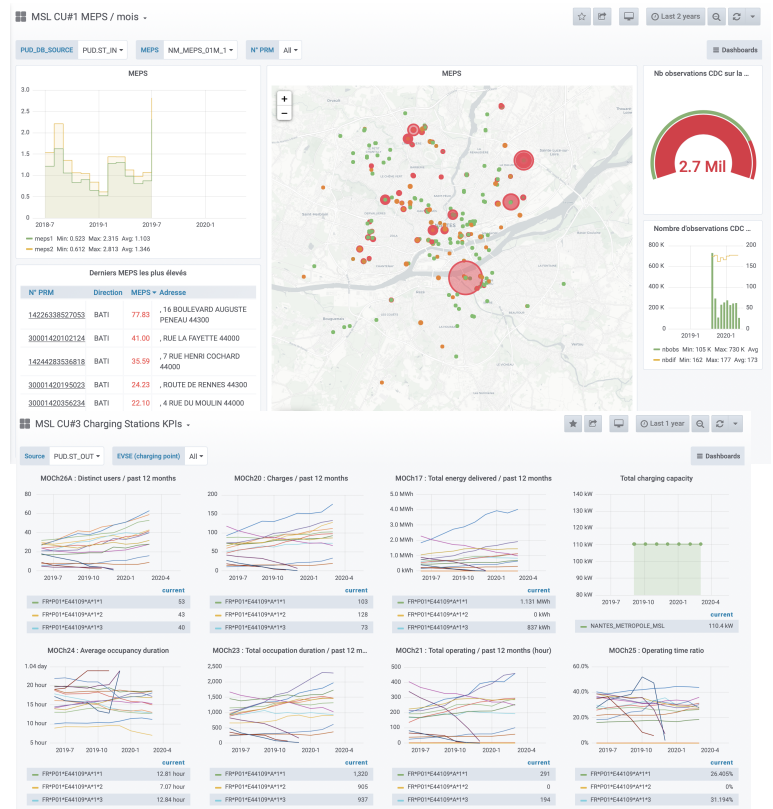 MSL CU#1 MEPS / mois
Last 2 years
PUD_DB_SOURCE PUD.ST_IN MEPS NM_MEPS_01M_1 N° PRM All
Dashboards
MEPS
3.0
2.5
2.0
1.5
1.0
0.5
0
2018-7 2019-1 2019-7 2020-1
meps1 Min: 0.523 Max: 2.315 Avg: 1.103
meps2 Min: 0.612 Max: 2.813 Avg: 1.346
Derniers MEPS les plus élevés
N° PRM Direction MEPS Adresse
14226338527053 BATI 77.83 , 16 BOULEVARD AUGUSTE
PENEAU 44300
30001420102124 BATI 41.00 , RUE LA FAYETTE 44000
14244283536818 BATI 35.59 , 7 RUE HENRI COCHARD
44000
30001420195023 BATI 24.23 , ROUTE DE RENNES 44300
30001420356234 BATI 22.10 , 4 RUE DU MOULIN 44000
MEPS
+
−
Nb observations CDC sur la ...
2.7 Mil
Nombre d'observations CDC ...
800 K 200
600 K 150
400 K 100
200 K 50
0 0
2019-1 2020-1
nbobs Min: 105 K Max: 730 K Avg
nbdif Min: 162 Max: 177 Avg: 173
MSL CU#3 Charging Stations KPIs
Last 1 year
Source PUD.ST_OUT EVSE (charging point) All
Dashboards
MOCh26A : Distinct users / past 12 months
80
60
40
20
0
2019-7 2019-10 2020-1 2020-4
current
FR*P01*E44109*A*1*1 53
FR*P01*E44109*A*1*2 43
FR*P01*E44109*A*1*3 40
MOCh20 : Charges / past 12 months
200
150
100
50
0
2019-7 2019-10 2020-1 2020-4
current
FR*P01*E44109*A*1*1 103
FR*P01*E44109*A*1*2 128
FR*P01*E44109*A*1*3 73
MOCh17 : Total energy delivered / past 12 months
5.0 MWh
4.0 MWh
3.0 MWh
2.0 MWh
1.0 MWh
0 kWh
2019-7 2019-10 2020-1 2020-4
current
FR*P01*E44109*A*1*1 1.131 MWh
FR*P01*E44109*A*1*2 0 kWh
FR*P01*E44109*A*1*3 837 kWh
Total charging capacity
140 kW
130 kW
120 kW
110 kW
100 kW
90 kW
80 kW
2019-7 2019-10 2020-1 2020-4
current
NANTES_METROPOLE_MSL 110.4 kW
MOCh24 : Average occupancy duration
1.04 day
20 hour
15 hour
10 hour
5 hour
2019-7 2019-10 2020-1 2020-4
current
FR*P01*E44109*A*1*1 12.81 hour
FR*P01*E44109*A*1*2 7.07 hour
FR*P01*E44109*A*1*3 12.84 hour
MOCh23 : Total occupation duration / past 12 m...
2,500
2,000
1,500
1,000
500
0
2019-7 2019-10 2020-1 2020-4
current
FR*P01*E44109*A*1*1 1,320
FR*P01*E44109*A*1*2 905
FR*P01*E44109*A*1*3 937
MOCh21 : Total operating / past 12 months (hour)
500
400
300
200
100
0
2019-7 2019-10 2020-1 2020-4
current
FR*P01*E44109*A*1*1 291
FR*P01*E44109*A*1*2 0
FR*P01*E44109*A*1*3 194
MOCh25 : Operating time ratio
60.0%
40.0%
20.0%
0%
2019-7 2019-10 2020-1 2020-4
current
FR*P01*E44109*A*1*1 26.405%
FR*P01*E44109*A*1*2 0%
FR*P01*E44109*A*1*3 31.194%